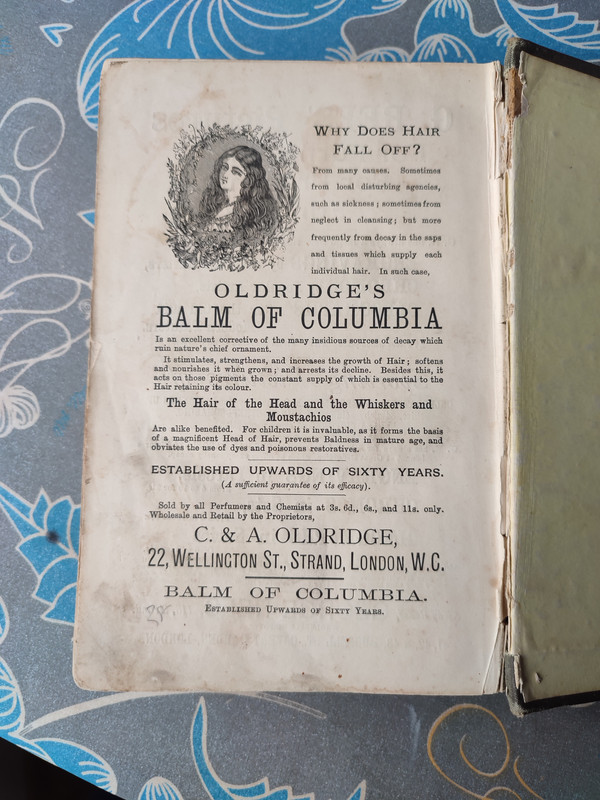 WHY DOES HAIR
FALL OFF?
From many causes. Sometimes
from local disturbing agencies,
such as sickness; sometimes from
neglect in cleansing; but more
frequently from decay in the saps
and tissues which supply each
individual hair. In such case,
OLDRIDGE'S
BALM OF COLUMBIA
Is an excellent corrective of the many insidious sources of decay which
ruin nature's chief ornament.
It stimulates, strengthens, and increases the growth of Hair; softens
and nourishes it when grown; and arrests its decline. Besides this, it
acts on those pigments the constant supply of which is essential to the
Hair retaining its colour.
The Hair of the Head and the Whiskers and
Moustachios
Are alike benefited. For children it is invaluable, as it forms the basis
of a magnificent Head of Hair, prevents Baldness in mature age, and
obviates the use of dyes and poisonous restoratives.
ESTABLISHED UPWARDS OF SIXTY YEARS.
(A sufficient guarantee of its efficacy).
Sold by all Perfumers and Chemists at 3s. 6d., 6s., and 11s. only.
Wholesale and Retail by the Proprietors,
C. & A. OLDRIDGE,
22, WELLINGTON ST., STRAND, LONDON, W.C.
BALM OF COLUMBIA.
ESTABLISHED UPWARDS OF SIXTY YEARS.